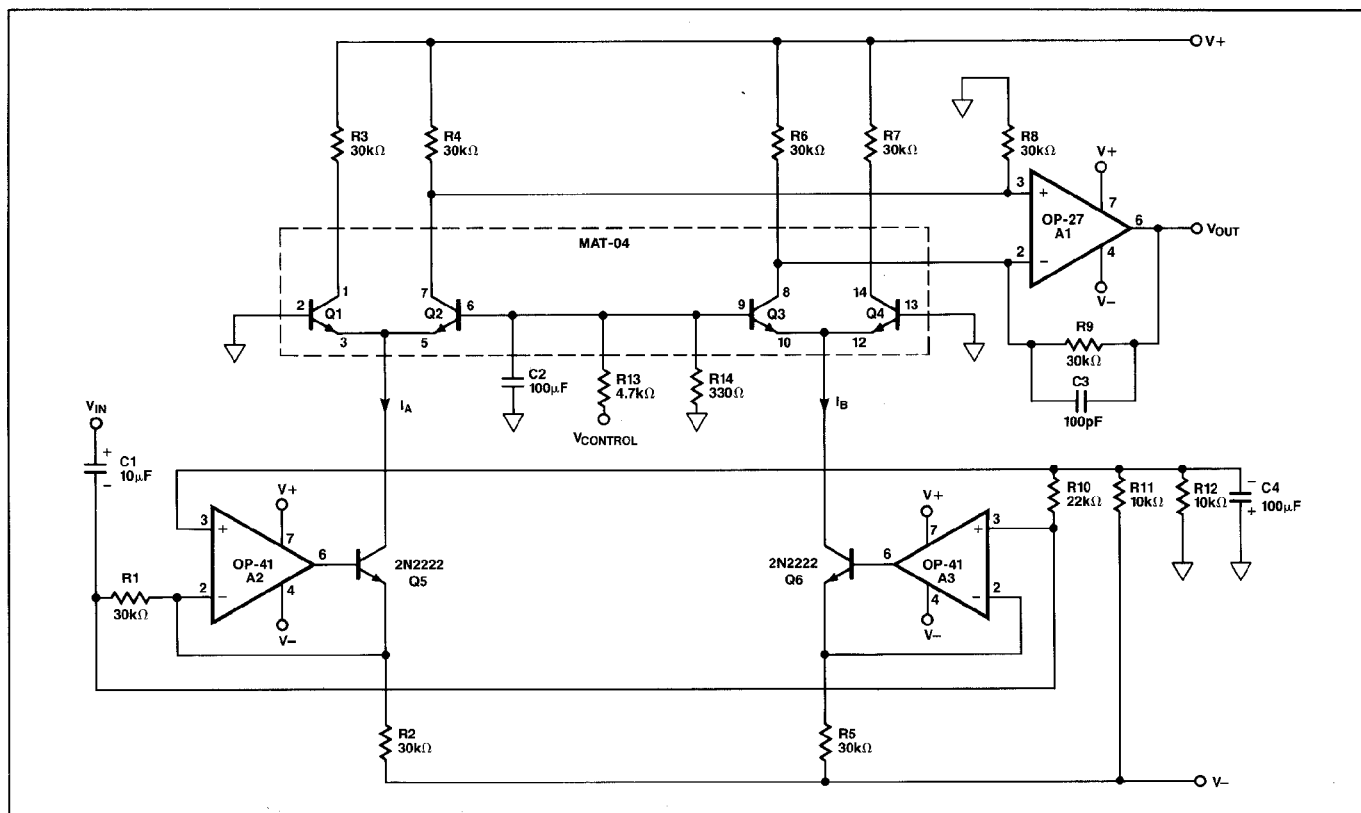 V+
R3
30kΩ
R4
30kΩ
R6
30kΩ
R7
30kΩ
R8
30kΩ
V+
3
+
7
OP-27
A1
6
VOUT
2
−
4
V−
MAT-04
2
1
Q1
3
7
Q2
6
5
9
8
Q3
10
14
Q4
13
12
R9
30kΩ
C3
100pF
C2
100µF
R13
4.7kΩ
R14
330Ω
VCONTROL
IA
IB
VIN
+
C1
10µF
−
V+
3
+
7
OP-41
A2
6
2
−
4
V−
2N2222
Q5
R1
30kΩ
2N2222
Q6
V+
7
3
+
6
OP-41
A3
−
2
4
V−
R10
22kΩ
R11
10kΩ
R12
10kΩ
−
C4
+
100µF
R2
30kΩ
R5
30kΩ
V−